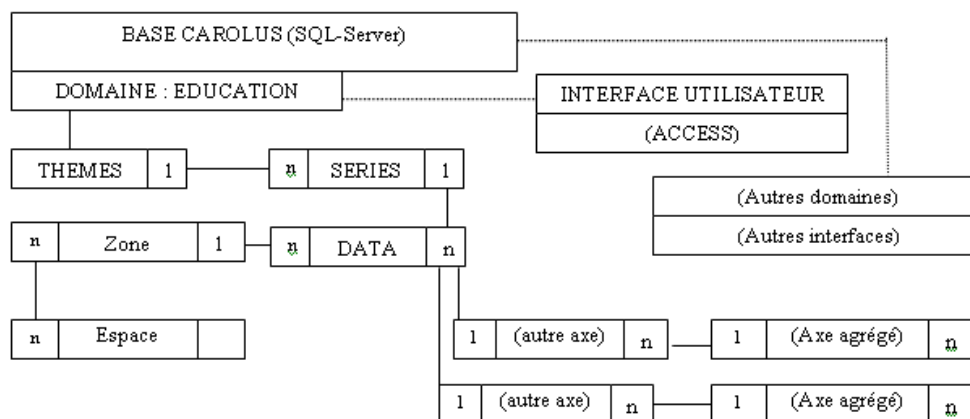 BASE CAROLUS (SQL-Server)
DOMAINE : EDUCATION
INTERFACE UTILISATEUR
(ACCESS)
THEMES 1 n SERIES 1
(Autres domaines)
(Autres interfaces)
n Zone 1 n DATA n
n Espace
1 (autre axe) n 1 (Axe agrégé) n
1 (autre axe) n 1 (Axe agrégé) n